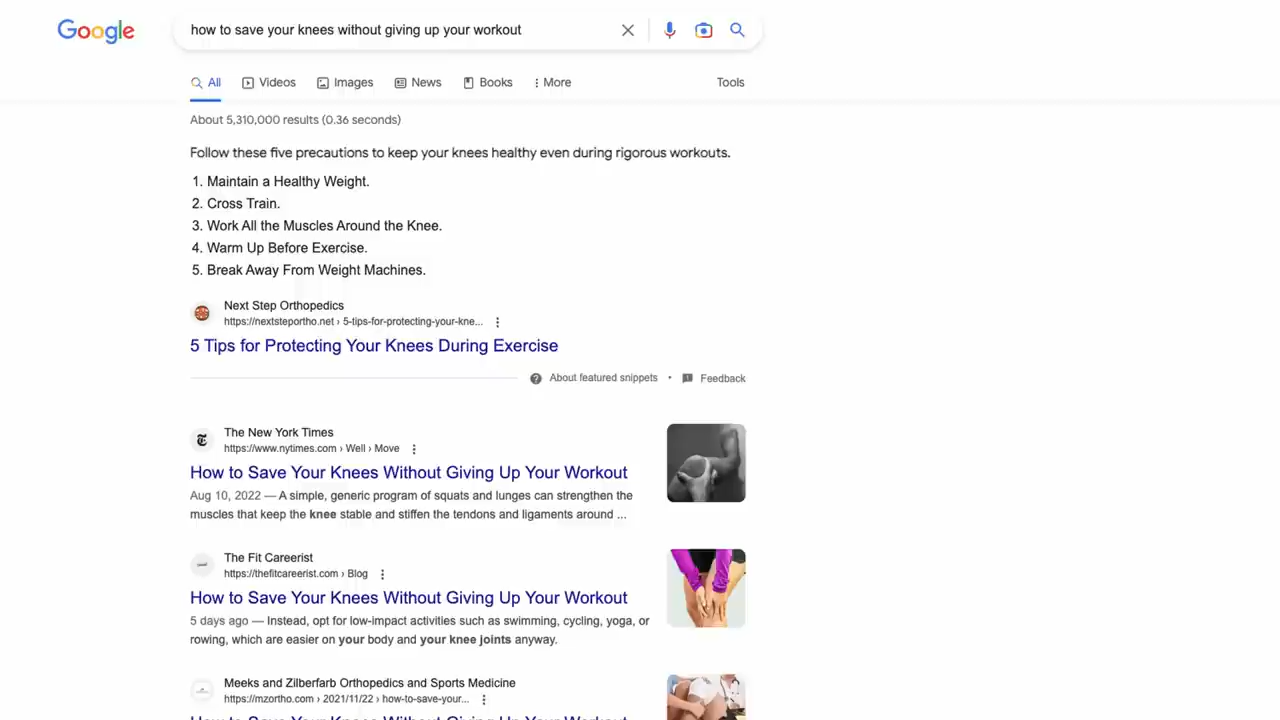 Google
how to save your knees without giving up your workout
All Videos Images News Books More Tools
About 5,310,000 results (0.36 seconds)
Follow these five precautions to keep your knees healthy even during rigorous workouts.
1. Maintain a Healthy Weight.
2. Cross Train.
3. Work All the Muscles Around the Knee.
4. Warm Up Before Exercise.
5. Break Away From Weight Machines.
Next Step Orthopedics
https://nextsteportho.net › 5-tips-for-protecting-your-kne...
5 Tips for Protecting Your Knees During Exercise
About featured snippets • Feedback
The New York Times
https://www.nytimes.com › Well › Move
How to Save Your Knees Without Giving Up Your Workout
Aug 10, 2022 — A simple, generic program of squats and lunges can strengthen the
muscles that keep the knee stable and stiffen the tendons and ligaments around ...
The Fit Careerist
https://thefitcareerist.com › Blog
How to Save Your Knees Without Giving Up Your Workout
5 days ago — Instead, opt for low-impact activities such as swimming, cycling, yoga, or
rowing, which are easier on your body and your knee joints anyway.
Meeks and Zilberfarb Orthopedics and Sports Medicine
https://mzortho.com › 2021/11/22 › how-to-save-your...
How to Save Your Knees Without Giving Up Your Workout